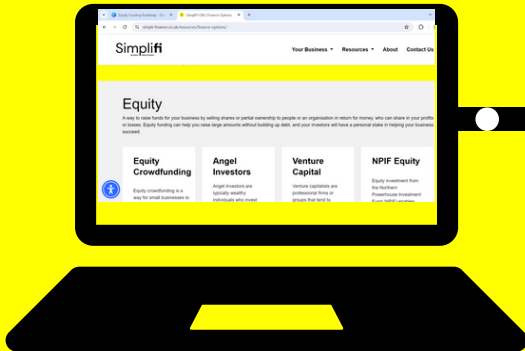 Equity Funding Roadmap - Gro
Simplifi GM | Finance Options
simplifi-finance.co.uk/resources/finance-options/
Simplifi
Your Business Resources About Contact Us
Equity
A way to raise funds for your business by selling shares or partial ownership to people or an organisation in return for money, who can share in your profits
or losses. Equity funding can help you raise large amounts without building up debt, and your investors will have a personal stake in helping your business
succeed.
Equity
Crowdfunding
Equity crowdfunding is a
way for small businesses to
Angel
Investors
Angel Investors are
typically wealthy
individuals who invest
Venture
Capital
Venture capitalists are
professional firms or
groups that tend to
NPIF Equity
Equity investment from
the Northern
Powerhouse Investment
Fund (NPIF) enables